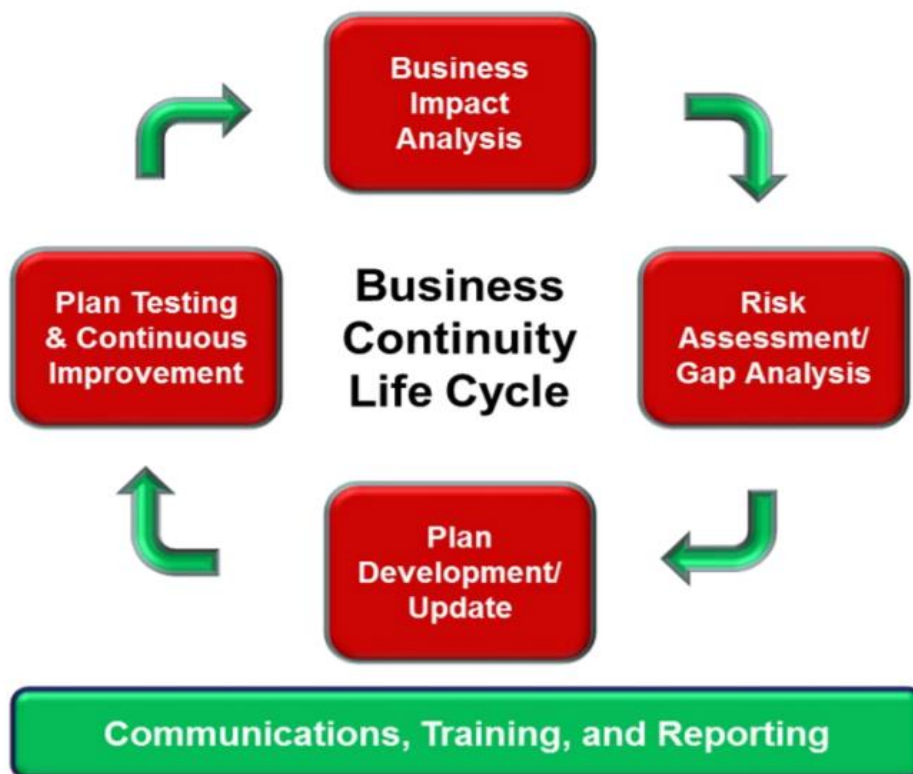 Business
Impact
Analysis
Plan Testing
& Continuous
Improvement
Business
Continuity
Life Cycle
Risk
Assessment/
Gap Analysis
Plan
Development/
Update
Communications, Training, and Reporting